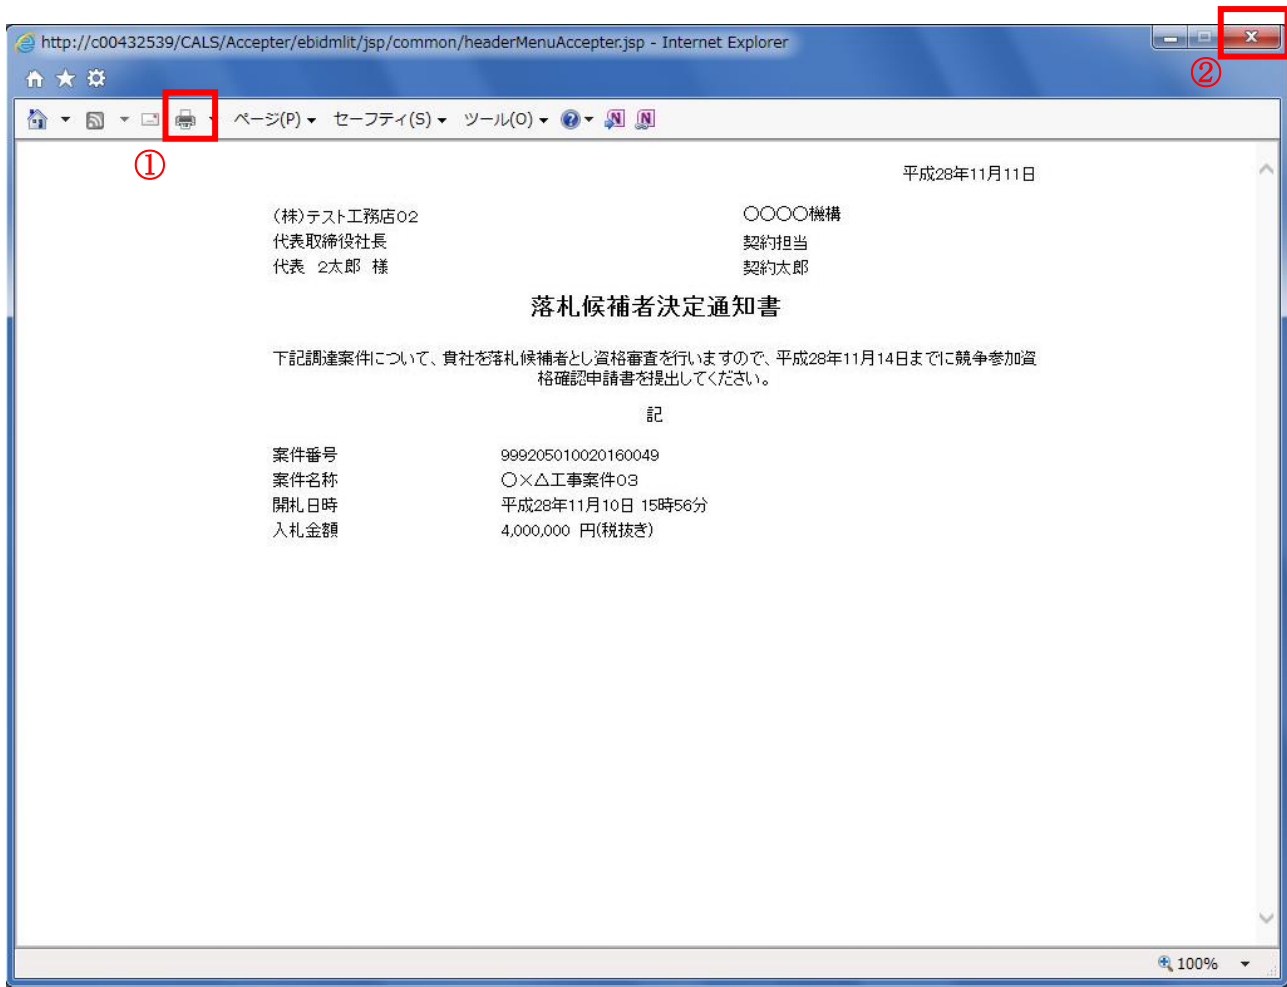 http://c00432539/CALS/Accepter/ebidmlit/jsp/common/headerMenuAccepter.jsp - Internet Explorer
②
ページ(P) セーフティ(S) ツール(O)
①
平成28年11月11日
(株)テスト工務店02 〇〇〇〇機構
代表取締役社長 契約担当
代表 2太郎 様 契約太郎
落札候補者決定通知書
下記調達案件について、貴社を落札候補者とし資格審査を行いますので、平成28年11月14日までに競争参加資
格確認申請書を提出してください。
記
案件番号 999205010020160049
案件名称 〇×△工事案件03
開札日時 平成28年11月10日 15時56分
入札金額 4,000,000 円(税抜き)
100%